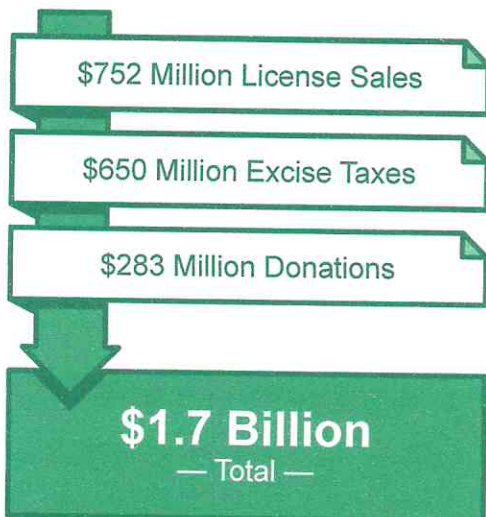 $752 Million License Sales
$650 Million Excise Taxes
$283 Million Donations
$1.7 Billion
— Total —